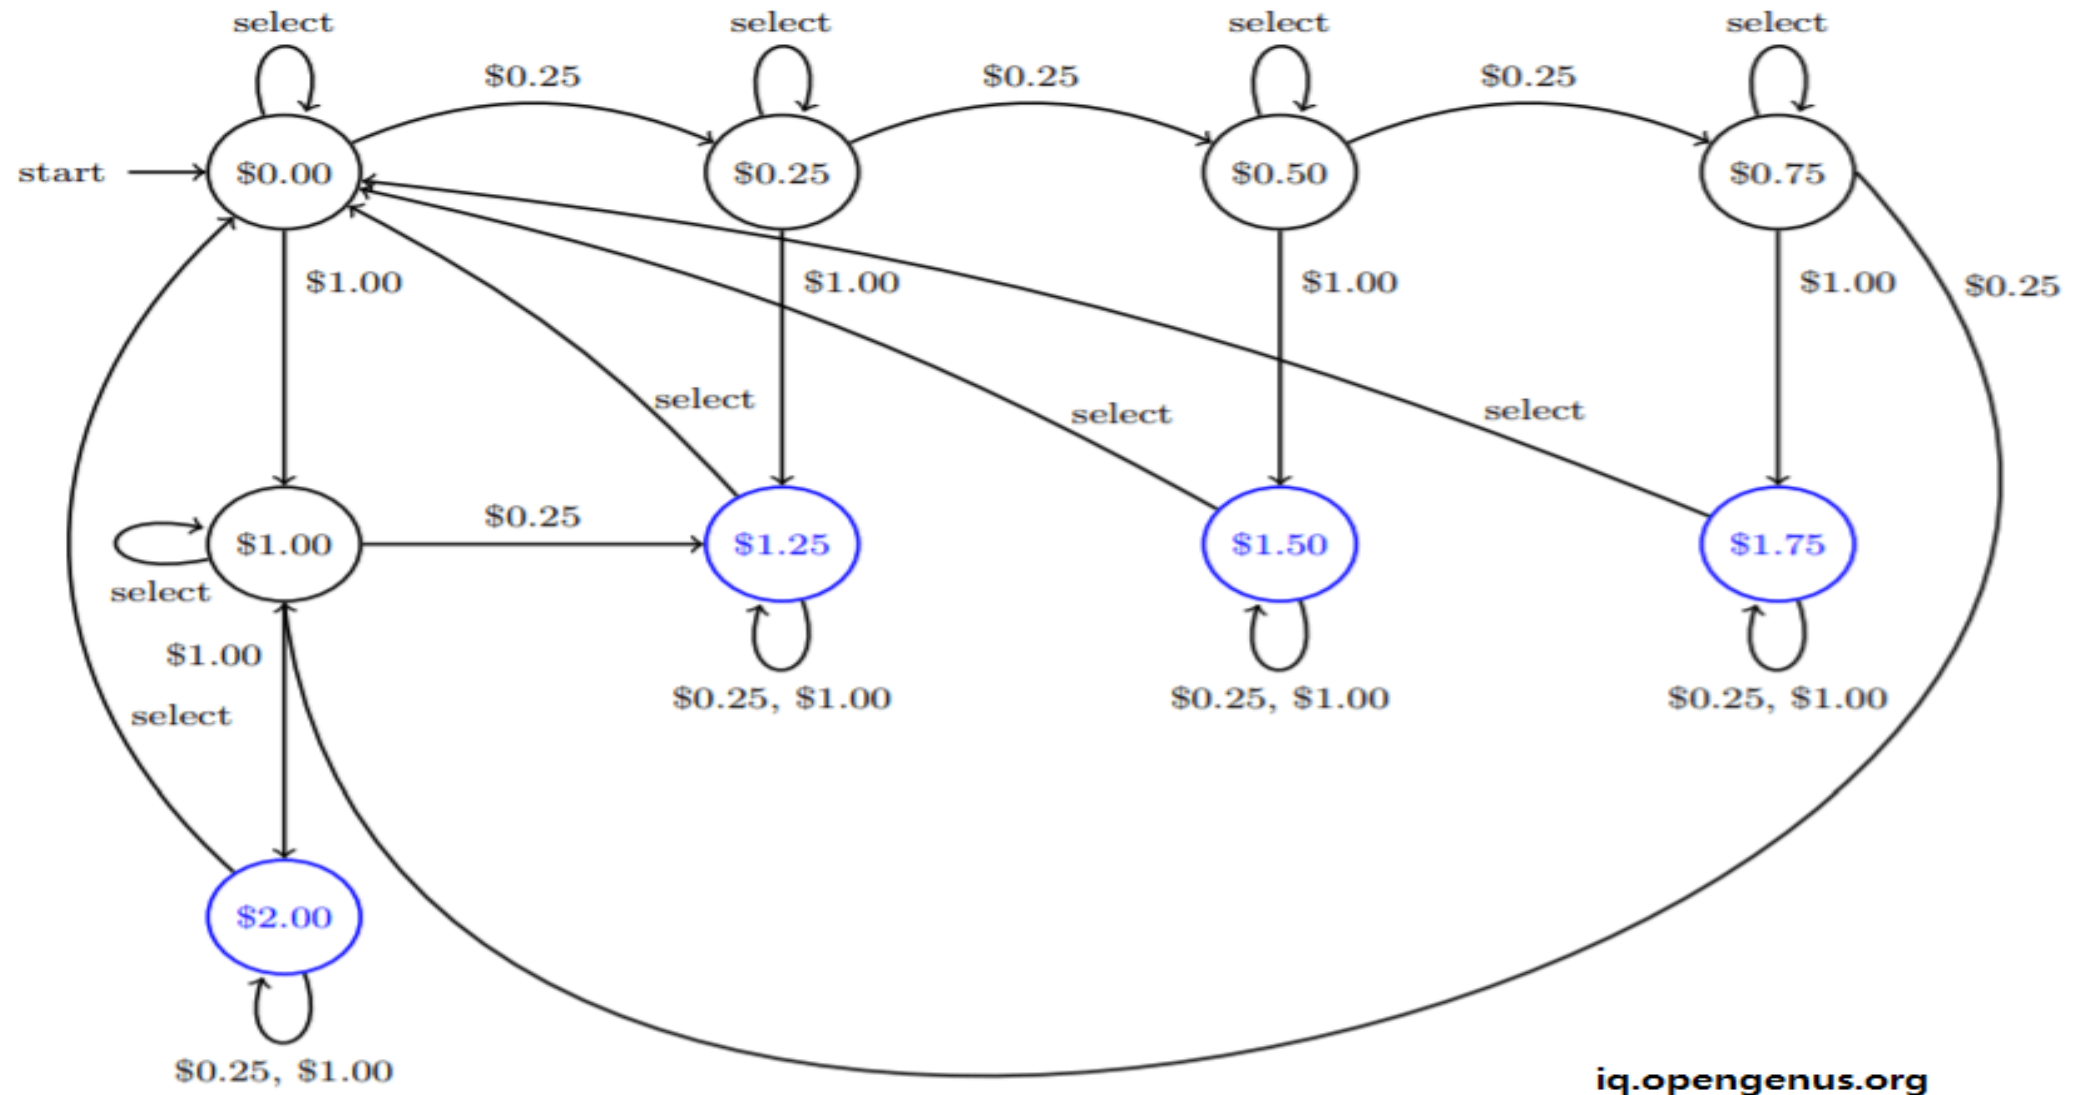 select select select select
$0.25 $0.25 $0.25
start $0.00 $0.25 $0.50 $0.75
$1.00 $1.00 $1.00 $1.00 $0.25
select select select
$0.25
$1.00 $1.25 $1.50 $1.75
select
$1.00
$0.25, $1.00 $0.25, $1.00 $0.25, $1.00
select
$2.00
$0.25, $1.00
iq.opengenus.org